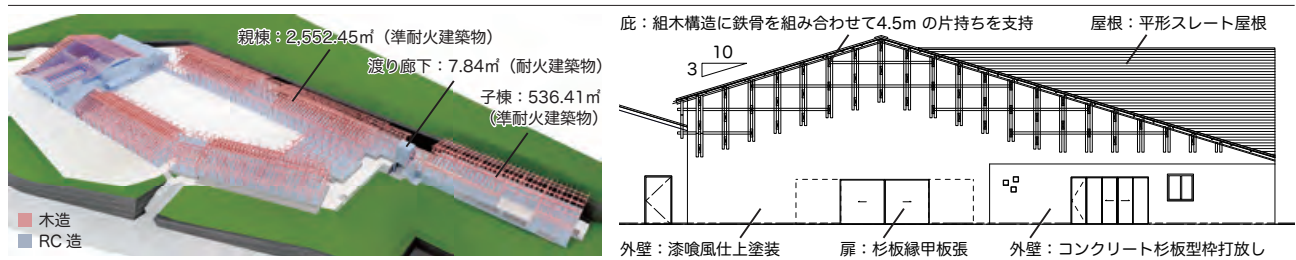 親棟：2,552.45㎡（準耐火建築物）
渡り廊下：7.84㎡（耐火建築物）
子棟：536.41㎡
（準耐火建築物）
木造
RC 造
庇：組木構造に鉄骨を組み合わせて4.5m の片持ちを支持
屋根：平形スレート屋根
10
3
外壁：漆喰風仕上塗装
扉：杉板縁甲板張
外壁：コンクリート杉板型枠打放し